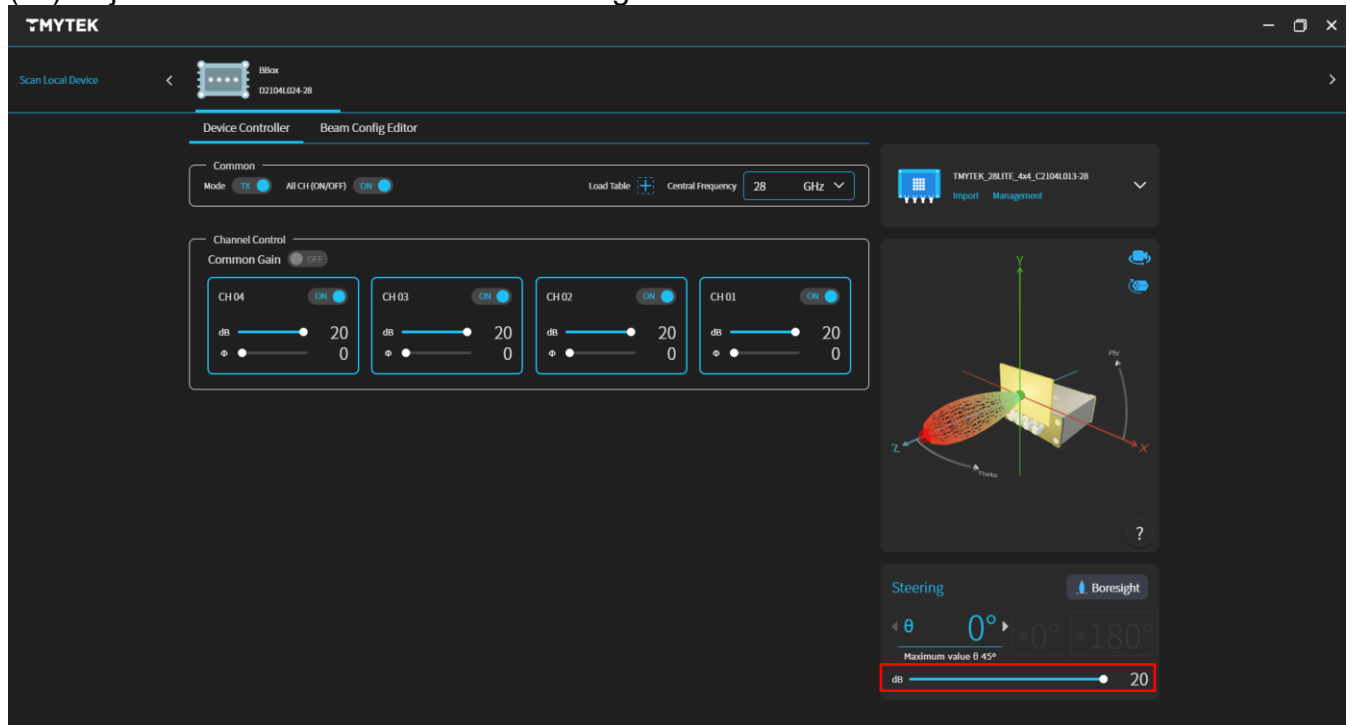 TMYTEK
Scan Local Device
BBox
D2104L024-28
Device Controller Beam Config Editor
Common
Mode TX All CH (ON/OFF) ON Load Table Central Frequency 28 GHz
TMYTEK_28LITE_4x4_C2104L013-28
Import Management
Channel Control
Common Gain OFF
CH 04 ON CH 03 ON CH 02 ON CH 01 ON
dB 20 dB 20 dB 20 dB 20
Φ 0 Φ 0 Φ 0 Φ 0
Y
Phi
Z
X
Theta
?
Steering Boresight
θ 0° φ0° φ180°
Maximum value θ 45°
dB 20